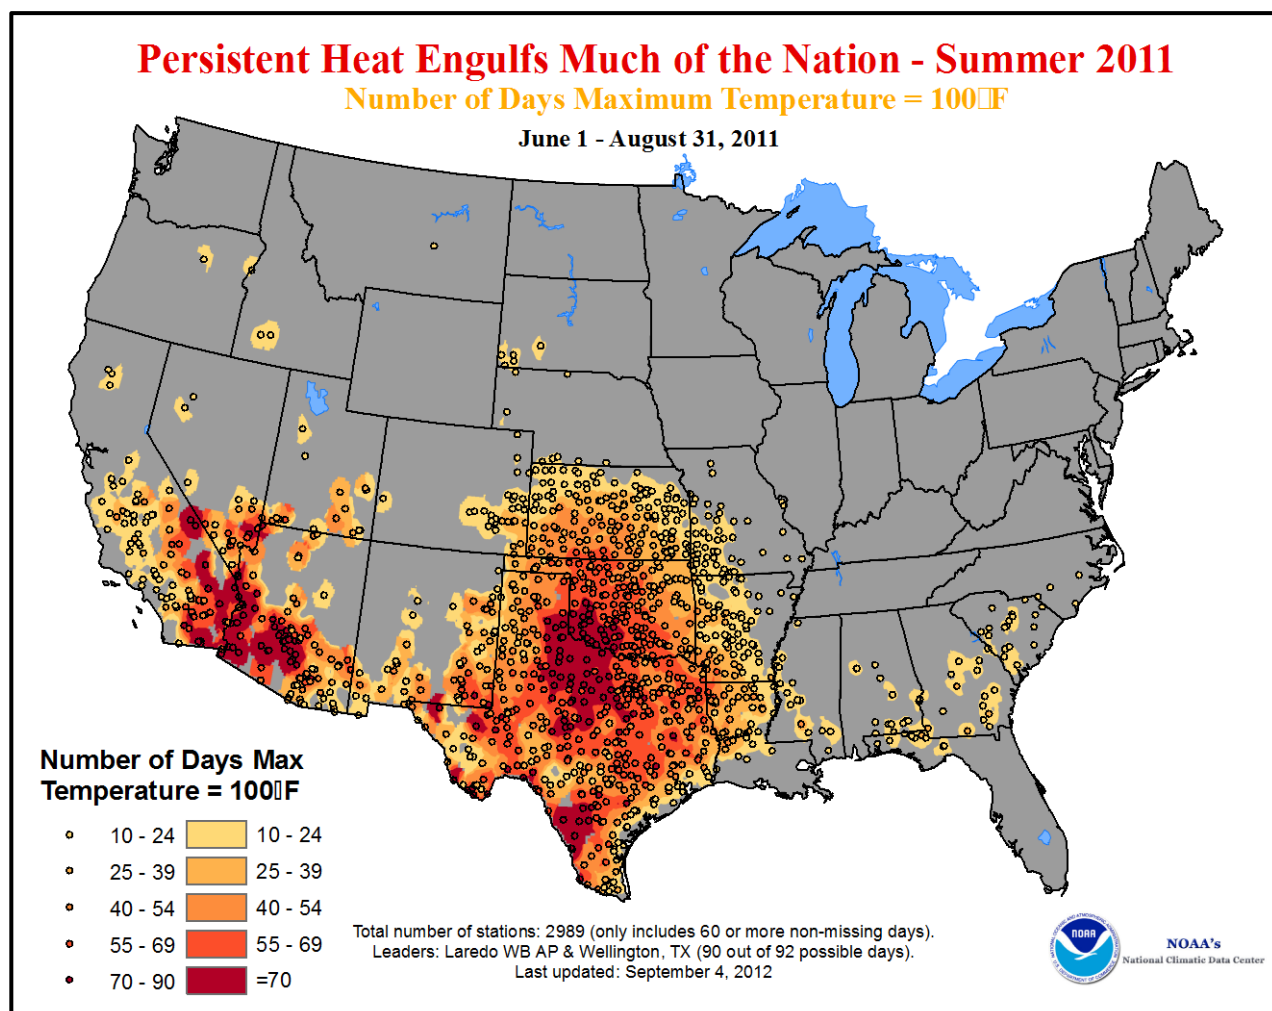 Persistent Heat Engulfs Much of the Nation - Summer 2011
Number of Days Maximum Temperature = 100▯F
June 1 - August 31, 2011
Number of Days Max
Temperature = 100▯F
10 - 24 10 - 24
25 - 39 25 - 39
40 - 54 40 - 54
55 - 69 55 - 69
70 - 90 =70
Total number of stations: 2989 (only includes 60 or more non-missing days).
Leaders: Laredo WB AP & Wellington, TX (90 out of 92 possible days).
Last updated: September 4, 2012
NOAA
NOAA's
National Climatic Data Center